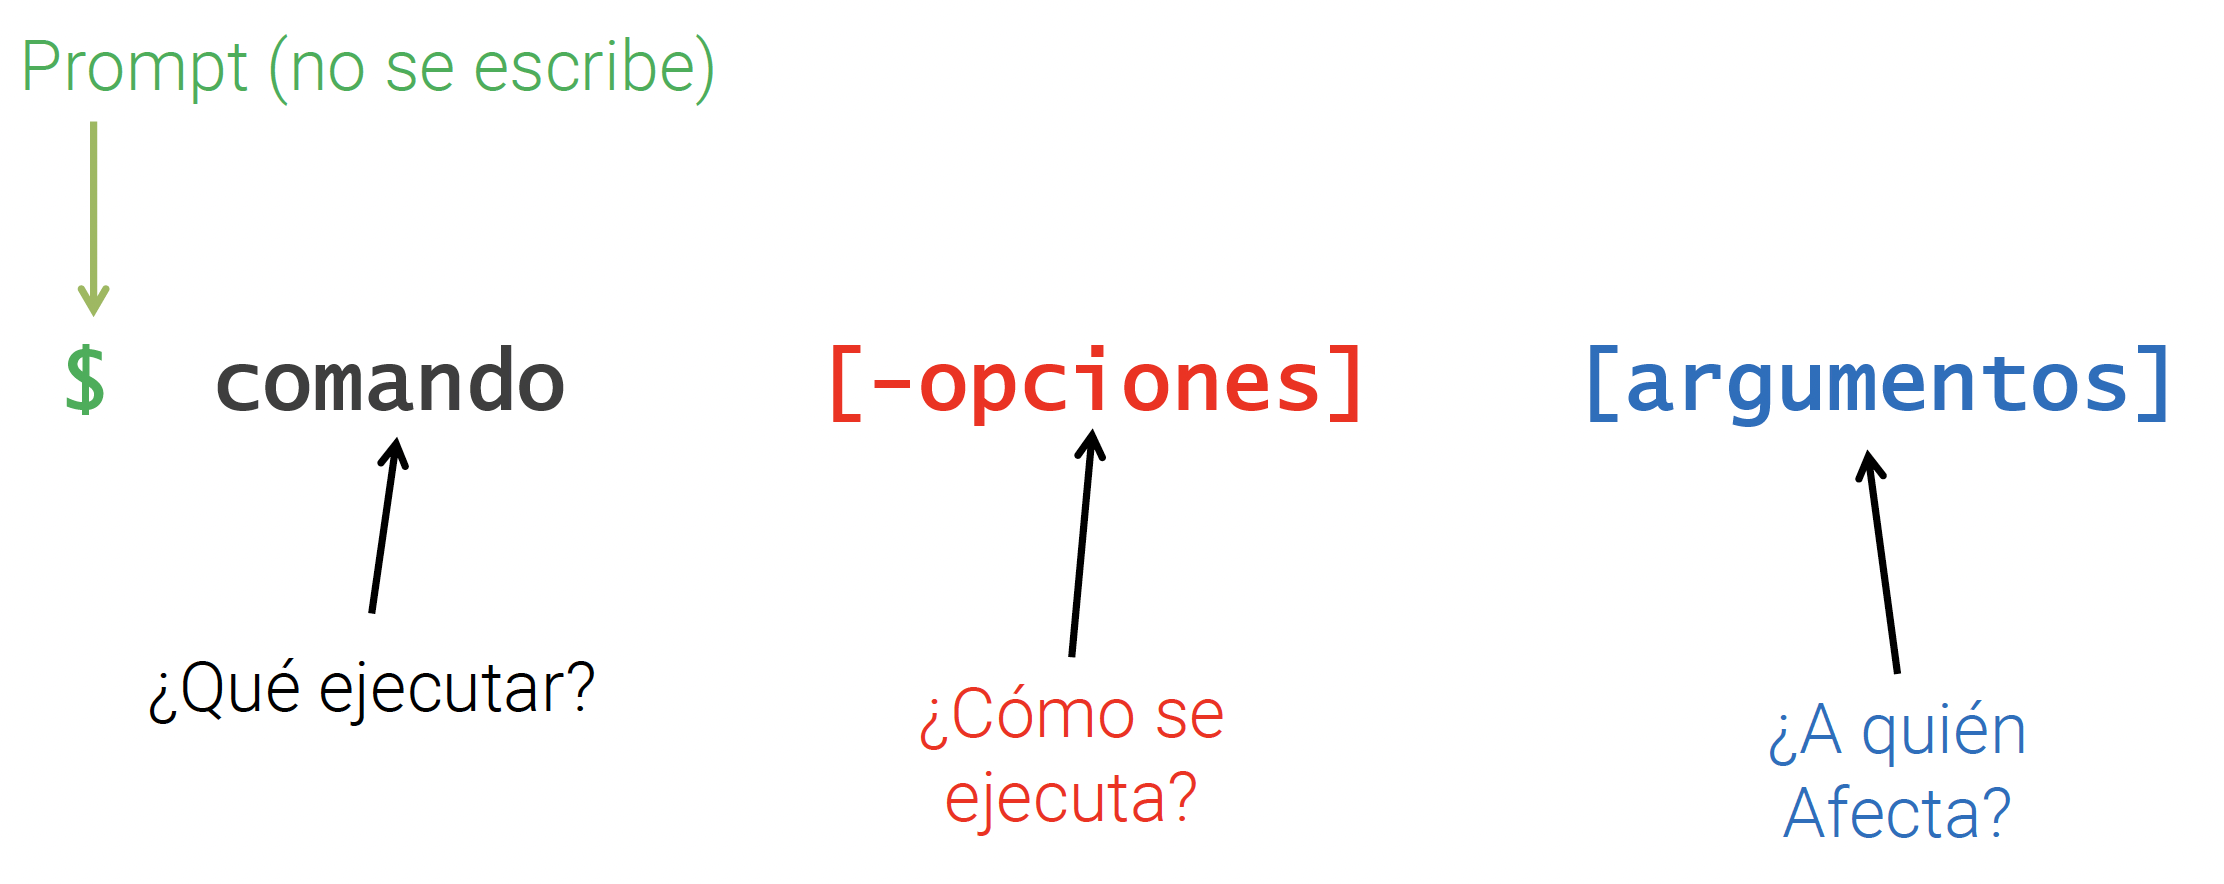 Prompt (no se escribe)
$ comando [-opciones] [argumentos]
¿Qué ejecutar?
¿Cómo se
ejecuta?
¿A quién
Afecta?